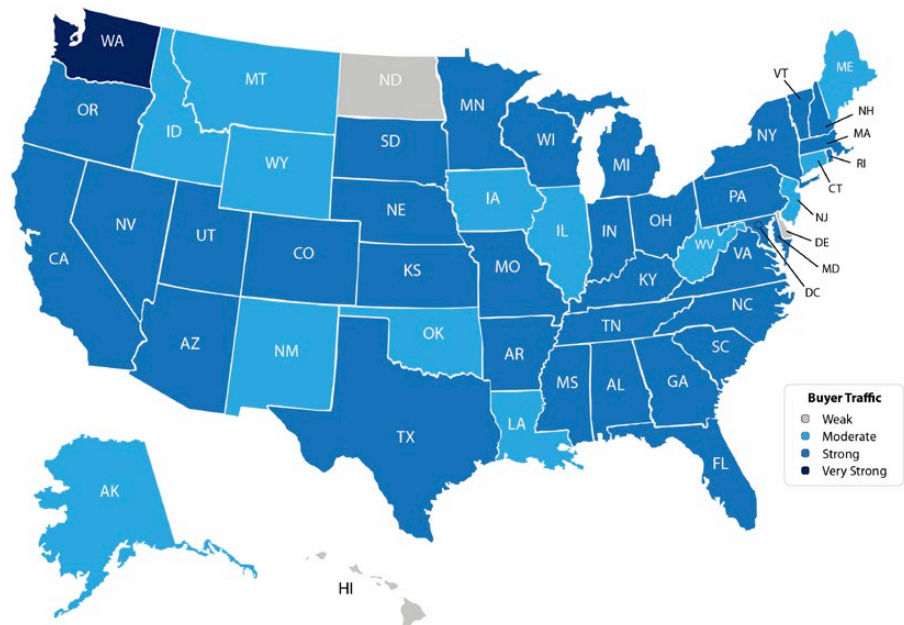 WA
VT
ME
MT
ND
MN
OR
NH
ID
SD
WI
NY
MA
WY
MI
RI
CT
IA
PA
NE
NJ
NV
IL
IN
OH
UT
DE
CA
CO
WV
VA
MD
KS
MO
KY
DC
NC
TN
OK
AZ
NM
AR
SC
MS
AL
GA
Buyer Traffic
Weak
LA
Moderate
TX
Strong
FL
Very Strong
AK
HI